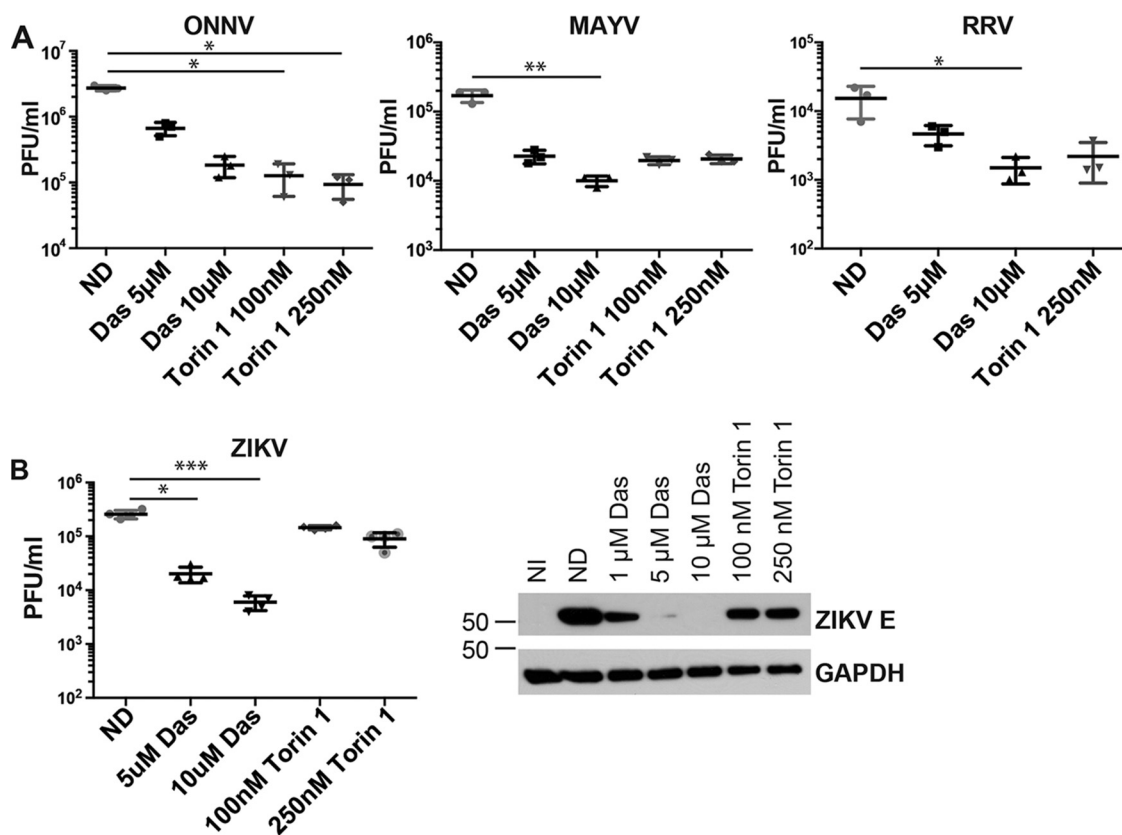 A
ONNV
* 
*
PFU/ml
10^7
10^6
10^5
10^4
ND
Das 5µM
Das 10µM
Torin 1 100nM
Torin 1 250nM
MAYV
**
PFU/ml
10^6
10^5
10^4
10^3
ND
Das 5µM
Das 10µM
Torin 1 100nM
Torin 1 250nM
RRV
*
PFU/ml
10^5
10^4
10^3
10^2
ND
Das 5µM
Das 10µM
Torin 1 250nM
B
ZIKV
***
*
PFU/ml
10^6
10^5
10^4
10^3
10^2
ND
5uM Das
10uM Das
100nM Torin 1
250nM Torin 1
NI
ND
1 µM Das
5 µM Das
10 µM Das
100 nM Torin 1
250 nM Torin 1
50
ZIKV E
50
GAPDH